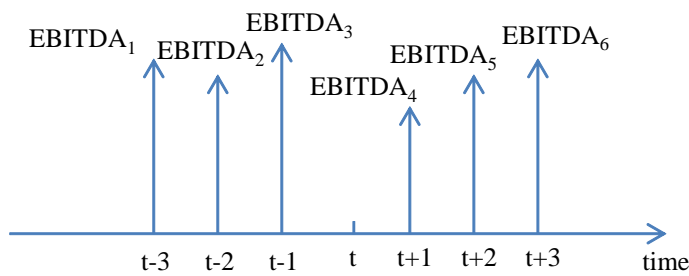 EBITDA₁
EBITDA₂
EBITDA₃
EBITDA₄
EBITDA₅
EBITDA₆
t-3 t-2 t-1 t t+1 t+2 t+3 time